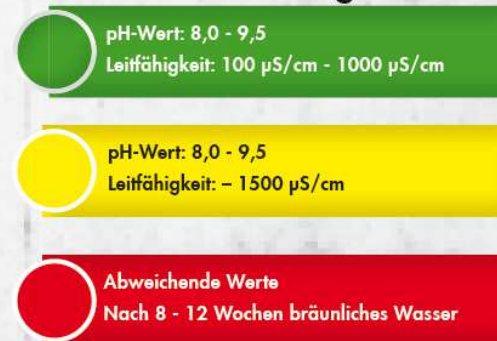 pH-Wert: 8,0 - 9,5
Leitfähigkeit: 100 µS/cm - 1000 µS/cm
pH-Wert: 8,0 - 9,5
Leitfähigkeit: – 1500 µS/cm
Abweichende Werte
Nach 8 - 12 Wochen bräunliches Wasser